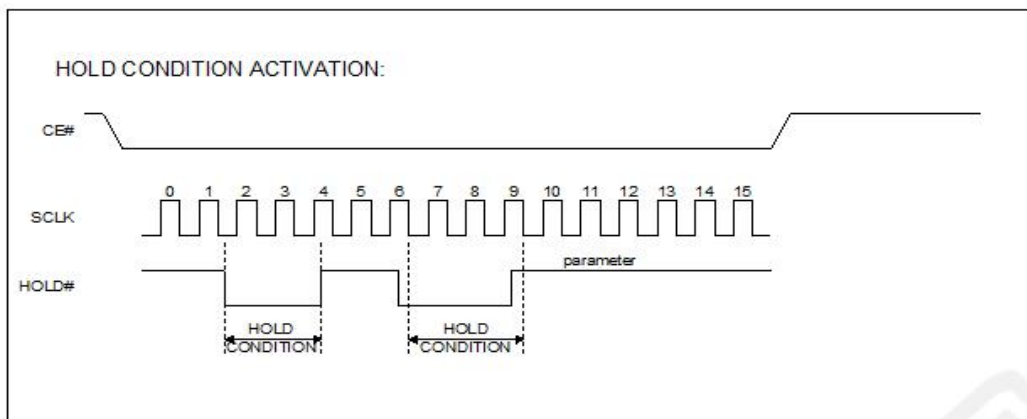 HOLD CONDITION ACTIVATION:
CE#
0 1 2 3 4 5 6 7 8 9 10 11 12 13 14 15
SCLK
parameter
HOLD#
HOLD CONDITION
HOLD CONDITION